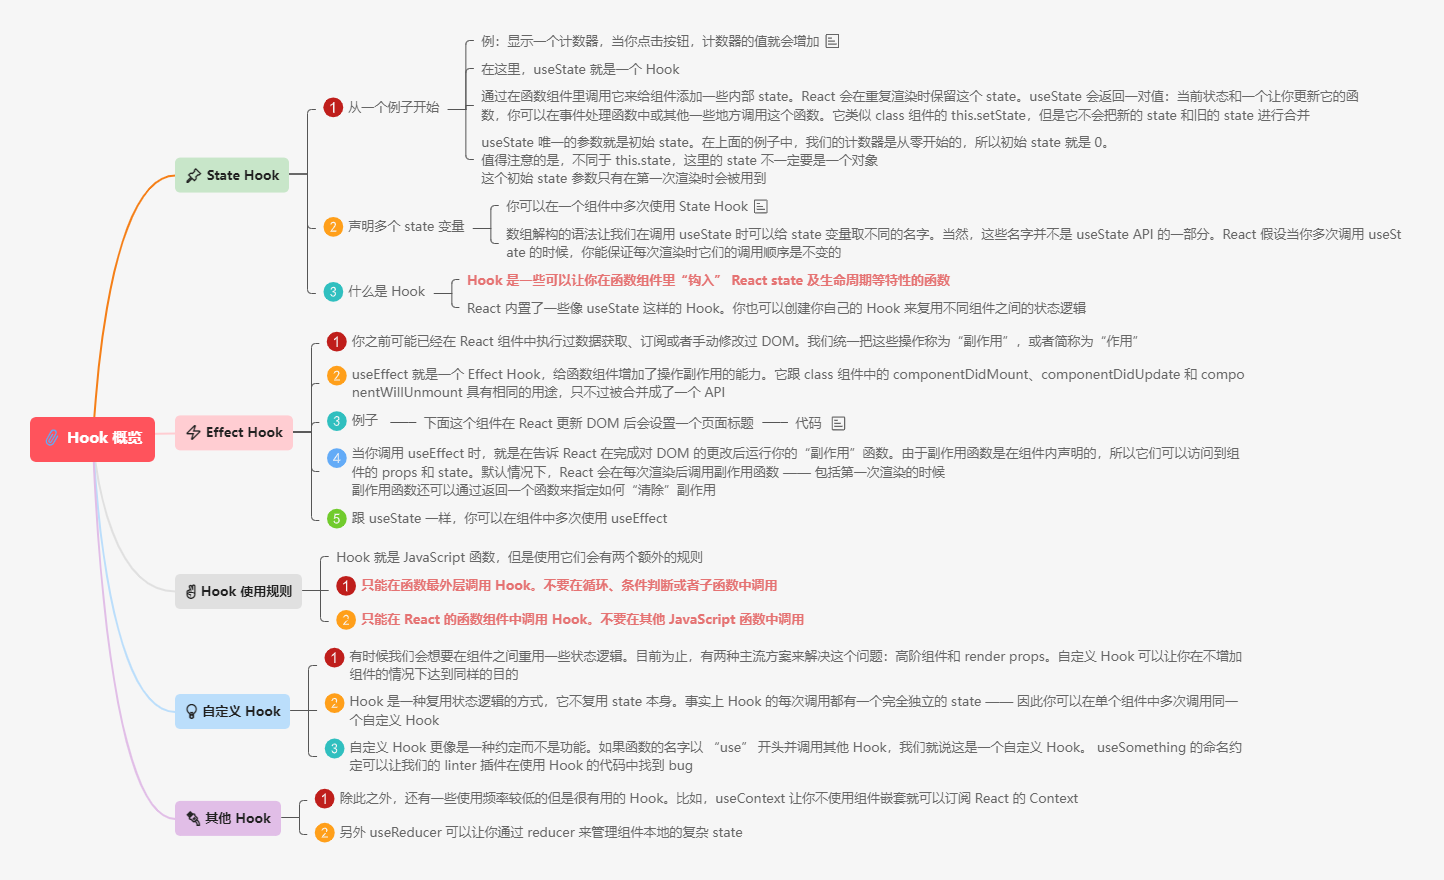 Hook 概览
State Hook
1 从一个例子开始
例：显示一个计数器，当你点击按钮，计数器的值就会增加
在这里，useState 就是一个 Hook
通过在函数组件里调用它来给组件添加一些内部 state。React 会在重复渲染时保留这个 state。useState 会返回一对值：当前状态和一个让你更新它的函
数，你可以在事件处理函数中或其他一些地方调用这个函数。它类似 class 组件的 this.setState，但是它不会把新的 state 和旧的 state 进行合并
useState 唯一的参数就是初始 state。在上面的例子中，我们的计数器是从零开始的，所以初始 state 就是 0。
值得注意的是，不同于 this.state，这里的 state 不一定要是一个对象
这个初始 state 参数只有在第一次渲染时会被用到
2 声明多个 state 变量
你可以在一个组件中多次使用 State Hook
数组解构的语法让我们在调用 useState 时可以给 state 变量取不同的名字。当然，这些名字并不是 useState API 的一部分。React 假设当你多次调用 useSt
ate 的时候，你能保证每次渲染时它们的调用顺序是不变的
3 什么是 Hook
Hook 是一些可以让你在函数组件里“钩入” React state 及生命周期等特性的函数
React 内置了一些像 useState 这样的 Hook。你也可以创建你自己的 Hook 来复用不同组件之间的状态逻辑
Effect Hook
1 你之前可能已经在 React 组件中执行过数据获取、订阅或者手动修改过 DOM。我们统一把这些操作称为“副作用”，或者简称为“作用”
2 useEffect 就是一个 Effect Hook，给函数组件增加了操作副作用的能力。它跟 class 组件中的 componentDidMount、componentDidUpdate 和 compo
nentWillUnmount 具有相同的用途，只不过被合并成了一个 API
3 例子 下面这个组件在 React 更新 DOM 后会设置一个页面标题 代码
4 当你调用 useEffect 时，就是在告诉 React 在完成对 DOM 的更改后运行你的“副作用”函数。由于副作用函数是在组件内声明的，所以它们可以访问到组
件的 props 和 state。默认情况下，React 会在每次渲染后调用副作用函数 —— 包括第一次渲染的时候
副作用函数还可以通过返回一个函数来指定如何“清除”副作用
5 跟 useState 一样，你可以在组件中多次使用 useEffect
Hook 使用规则
Hook 就是 JavaScript 函数，但是使用它们会有两个额外的规则
1 只能在函数最外层调用 Hook。不要在循环、条件判断或者子函数中调用
2 只能在 React 的函数组件中调用 Hook。不要在其他 JavaScript 函数中调用
自定义 Hook
1 有时候我们会想要在组件之间重用一些状态逻辑。目前为止，有两种主流方案来解决这个问题：高阶组件和 render props。自定义 Hook 可以让你在不增加
组件的情况下达到同样的目的
2 Hook 是一种复用状态逻辑的方式，它不复用 state 本身。事实上 Hook 的每次调用都有一个完全独立的 state —— 因此你可以在单个组件中多次调用同一
个自定义 Hook
3 自定义 Hook 更像是一种约定而不是功能。如果函数的名字以 “use” 开头并调用其他 Hook，我们就说这是一个自定义 Hook。 useSomething 的命名约
定可以让我们的 linter 插件在使用 Hook 的代码中找到 bug
其他 Hook
1 除此之外，还有一些使用频率较低的但是很有用的 Hook。比如，useContext 让你不使用组件嵌套就可以订阅 React 的 Context
2 另外 useReducer 可以让你通过 reducer 来管理组件本地的复杂 state